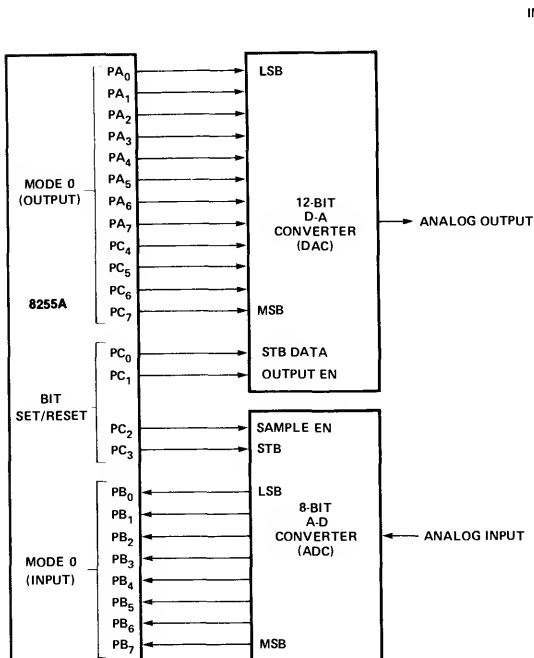 IN
PA0
PA1
PA2
PA3
PA4
PA5
PA6
PA7
PC4
PC5
PC6
PC7
MODE 0
(OUTPUT)
8255A
LSB
12-BIT
D-A
CONVERTER
(DAC)
MSB
ANALOG OUTPUT
PC0
PC1
PC2
PC3
BIT
SET/RESET
STB DATA
OUTPUT EN
SAMPLE EN
STB
PB0
PB1
PB2
PB3
PB4
PB5
PB6
PB7
MODE 0
(INPUT)
LSB
8-BIT
A-D
CONVERTER
(ADC)
MSB
ANALOG INPUT